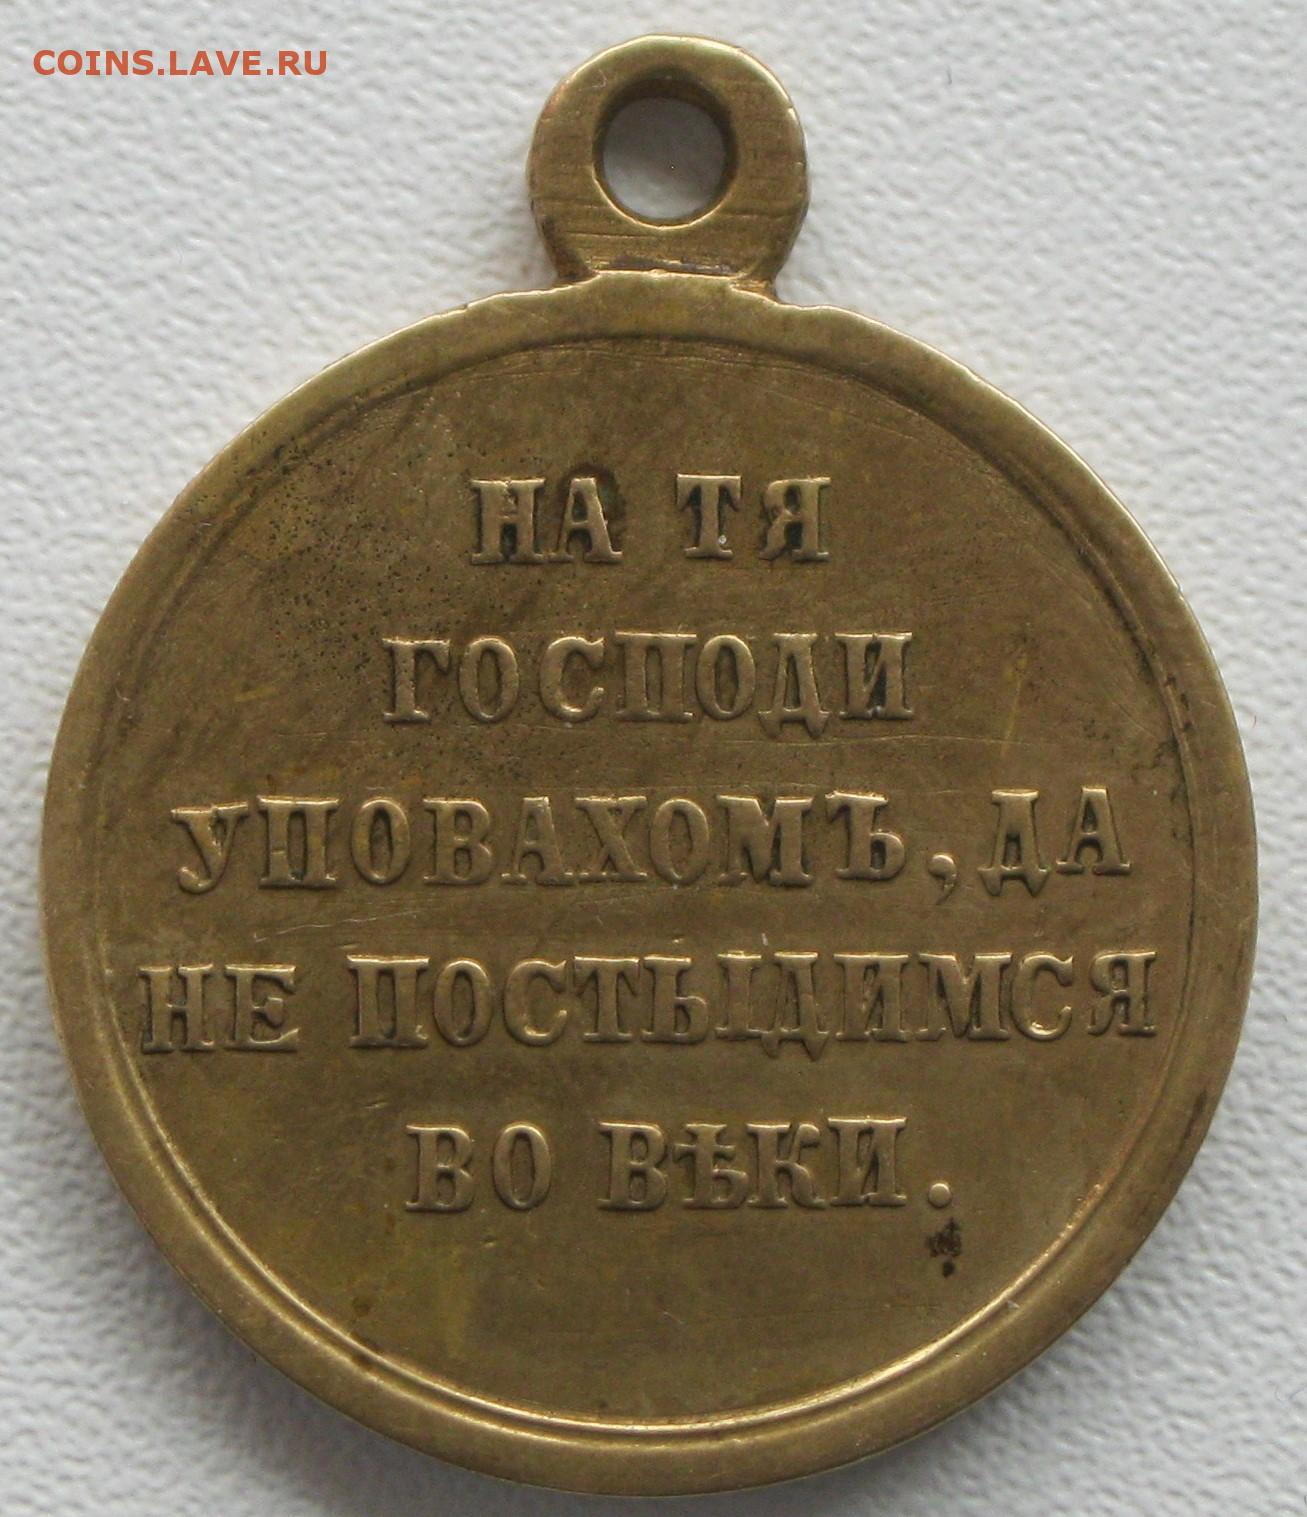 COINS.LAVE.RU
НА ТЯ
ГОСПОДИ
УПОВАХОМЪ, ДА
НЕ ПОСТЫДИМСЯ
ВО ВѢКИ.